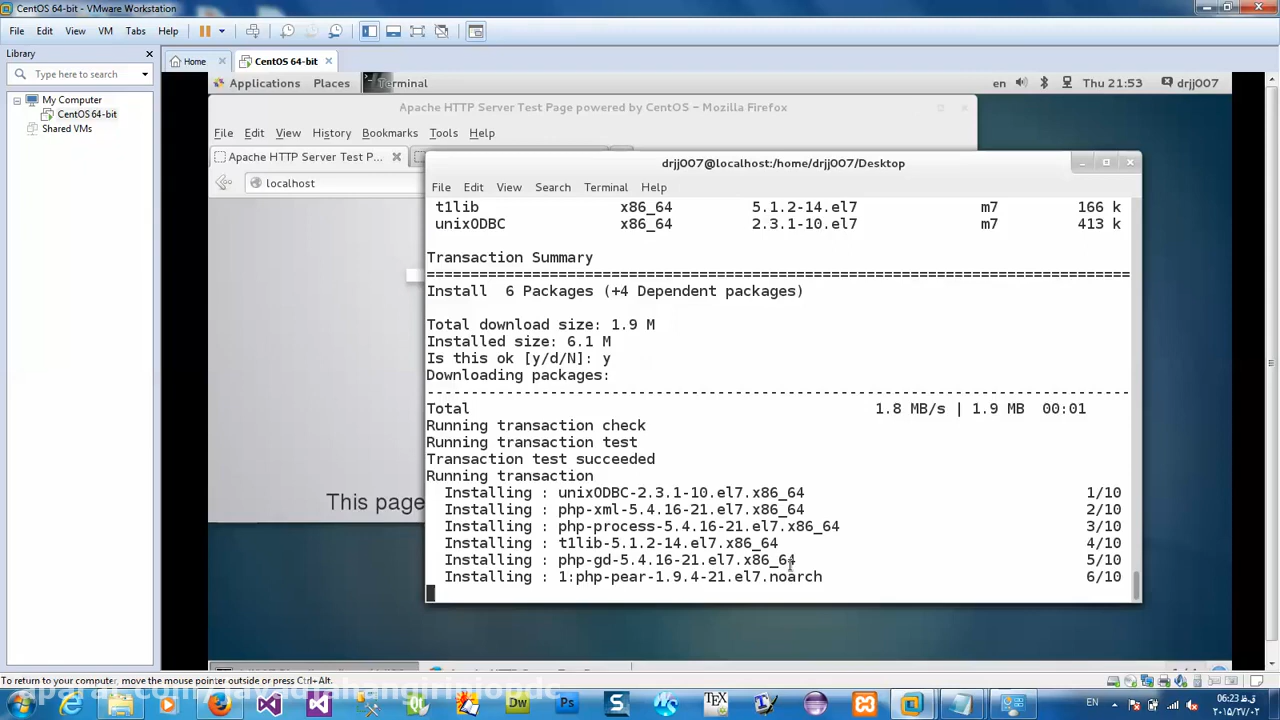 CentOS 64-bit - VMware Workstation
File Edit View VM Tabs Help
Library
Type here to search
My Computer
CentOS 64-bit
Shared VMs
Home
CentOS 64-bit
Applications Places Terminal
en Thu 21:53 drjj007
Apache HTTP Server Test Page powered by CentOS - Mozilla Firefox
File Edit View History Bookmarks Tools Help
Apache HTTP Server Test P...
localhost
This page
drjj007@localhost:/home/drjj007/Desktop
File Edit View Search Terminal Help
t1lib x86_64 5.1.2-14.el7 m7 166 k
unixODBC x86_64 2.3.1-10.el7 m7 413 k
Transaction Summary
================================================================================
Install 6 Packages (+4 Dependent packages)
Total download size: 1.9 M
Installed size: 6.1 M
Is this ok [y/d/N]: y
Downloading packages:
--------------------------------------------------------------------------------
Total 1.8 MB/s | 1.9 MB 00:01
Running transaction check
Running transaction test
Transaction test succeeded
Running transaction
Installing : unixODBC-2.3.1-10.el7.x86_64 1/10
Installing : php-xml-5.4.16-21.el7.x86_64 2/10
Installing : php-process-5.4.16-21.el7.x86_64 3/10
Installing : t1lib-5.1.2-14.el7.x86_64 4/10
Installing : php-gd-5.4.16-21.el7.x86_64 5/10
Installing : 1:php-pear-1.9.4-21.el7.noarch 6/10
To return to your computer, move the mouse pointer outside or press Ctrl+Alt.
Dw
Ps
TEX
EN
06:23 ق.ظ